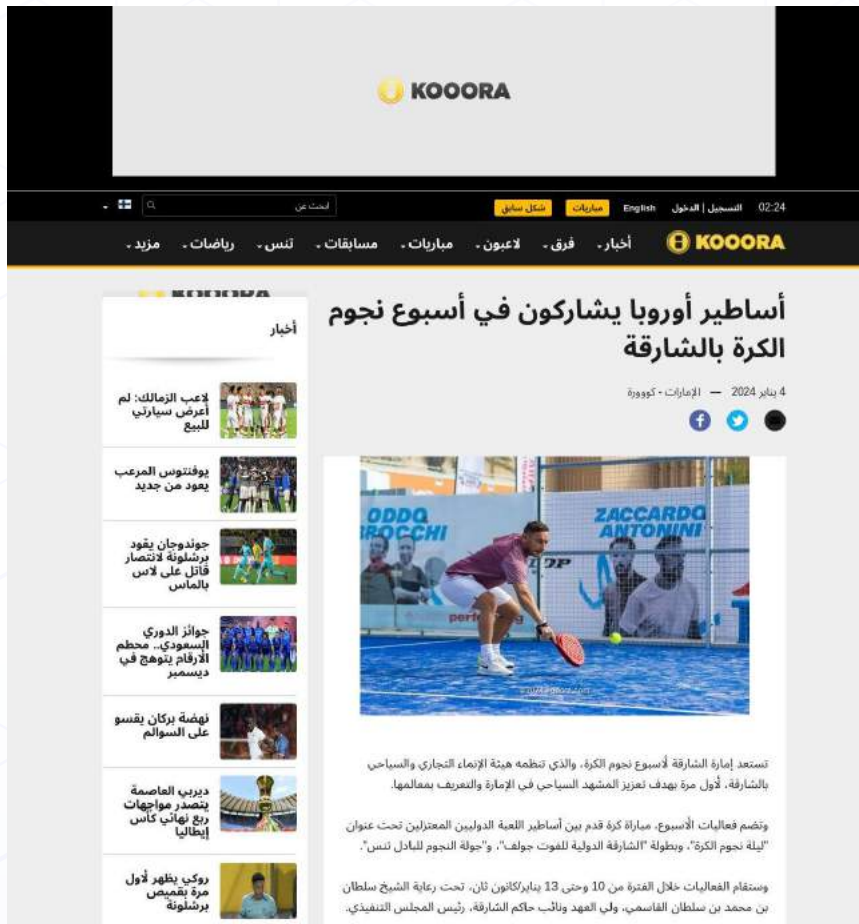 KOOORA
02:24 التسجيل | الدخول English مباريات شكل سابق ابحث عن
KOOORA أخبار فرق لاعبون مباريات مسابقات تنس رياضات مزيد
أساطير أوروبا يشاركون في أسبوع نجوم
الكرة بالشارقة
4 يناير 2024 — الإمارات - كووورة
ODDO
BROCCHI
ZACCARDO
ANTONINI
تستعد إمارة الشارقة لأسبوع نجوم الكرة، والذي تنظمه هيئة الإنماء التجاري والسياحي
بالشارقة، لأول مرة بهدف تعزيز المشهد السياحي في الإمارة والتعريف بمعالمها.
وتضم فعاليات الأسبوع، مباراة كرة قدم بين أساطير اللعبة الدوليين المعتزلين تحت عنوان
"ليلة نجوم الكرة"، وبطولة "الشارقة الدولية للفوت جولف"، و"جولة النجوم للبادل تنس".
وستقام الفعاليات خلال الفترة من 10 وحتى 13 يناير/كانون ثان، تحت رعاية الشيخ سلطان
بن محمد بن سلطان القاسمي، ولي العهد ونائب حاكم الشارقة، رئيس المجلس التنفيذي.
KOOORA
أخبار
لاعب الزمالك: لم
أعرض سيارتي
للبيع
يوفنتوس المرعب
يعود من جديد
جوندوجان يقود
برشلونة لانتصار
قاتل على لاس
بالماس
جوائز الدوري
السعودي.. محطم
الأرقام يتوهج في
ديسمبر
نهضة بركان يقسو
على السوالم
ديربي العاصمة
يتصدر مواجهات
ربع نهائي كأس
إيطاليا
روكي يظهر لأول
مرة بقميص
برشلونة